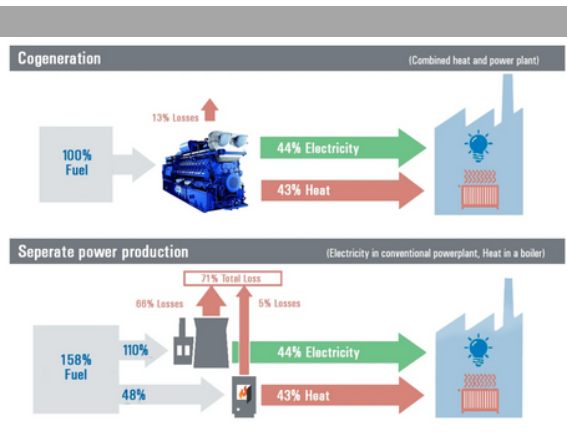 Cogeneration
(Combined heat and power plant)
13% Losses
100%
Fuel
44% Electricity
43% Heat
Seperate power production
(Electricity in conventional powerplant, Heat in a boiler)
71% Total Loss
66% Losses
5% Losses
158%
Fuel
110%
44% Electricity
48%
43% Heat